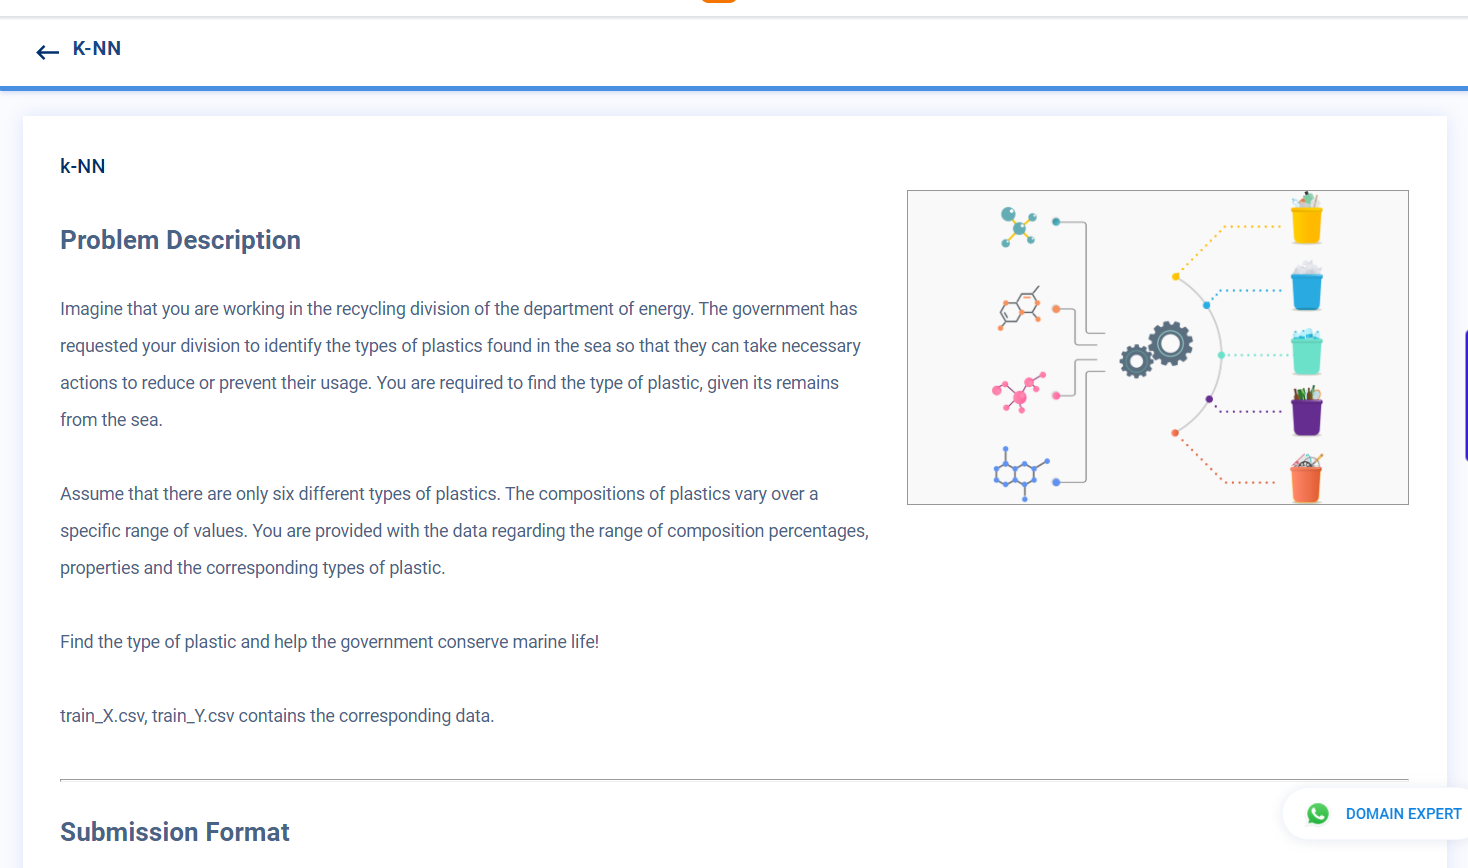 K-NN
k-NN
Problem Description
Imagine that you are working in the recycling division of the department of energy. The government has
requested your division to identify the types of plastics found in the sea so that they can take necessary
actions to reduce or prevent their usage. You are required to find the type of plastic, given its remains
from the sea.
Assume that there are only six different types of plastics. The compositions of plastics vary over a
specific range of values. You are provided with the data regarding the range of composition percentages,
properties and the corresponding types of plastic.
Find the type of plastic and help the government conserve marine life!
train_X.csv, train_Y.csv contains the corresponding data.
Submission Format
DOMAIN EXPERT